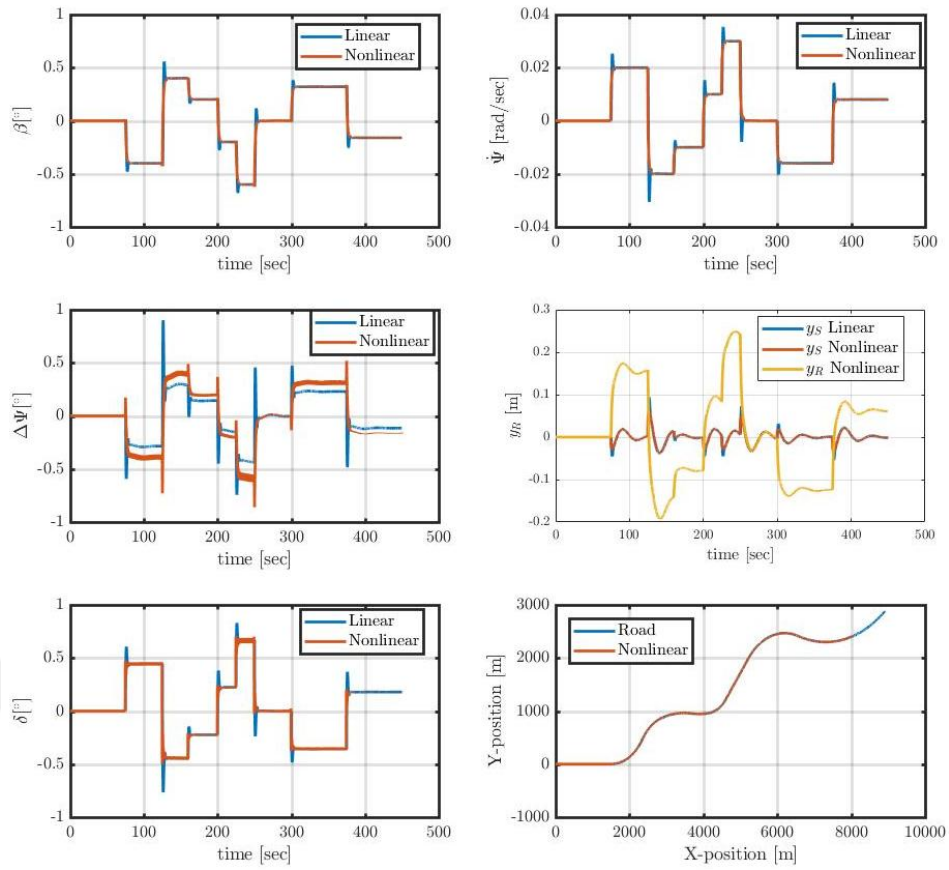 1
0.5
0
-0.5
-1
0 100 200 300 400 500
time [sec]
β[°]
Linear
Nonlinear
0.04
0.02
0
-0.02
-0.04
0 100 200 300 400 500
time [sec]
Ψ̇ [rad/sec]
Linear
Nonlinear
1
0.5
0
-0.5
-1
0 100 200 300 400 500
time [sec]
ΔΨ[°]
Linear
Nonlinear
0.3
0.2
0.1
0
-0.1
-0.2
0 100 200 300 400 500
time [sec]
y_R [m]
y_S Linear
y_S Nonlinear
y_R Nonlinear
1
0.5
0
-0.5
-1
0 100 200 300 400 500
time [sec]
δ[°]
Linear
Nonlinear
3000
2000
1000
0
-1000
0 2000 4000 6000 8000 10000
X-position [m]
Y-position [m]
Road
Nonlinear